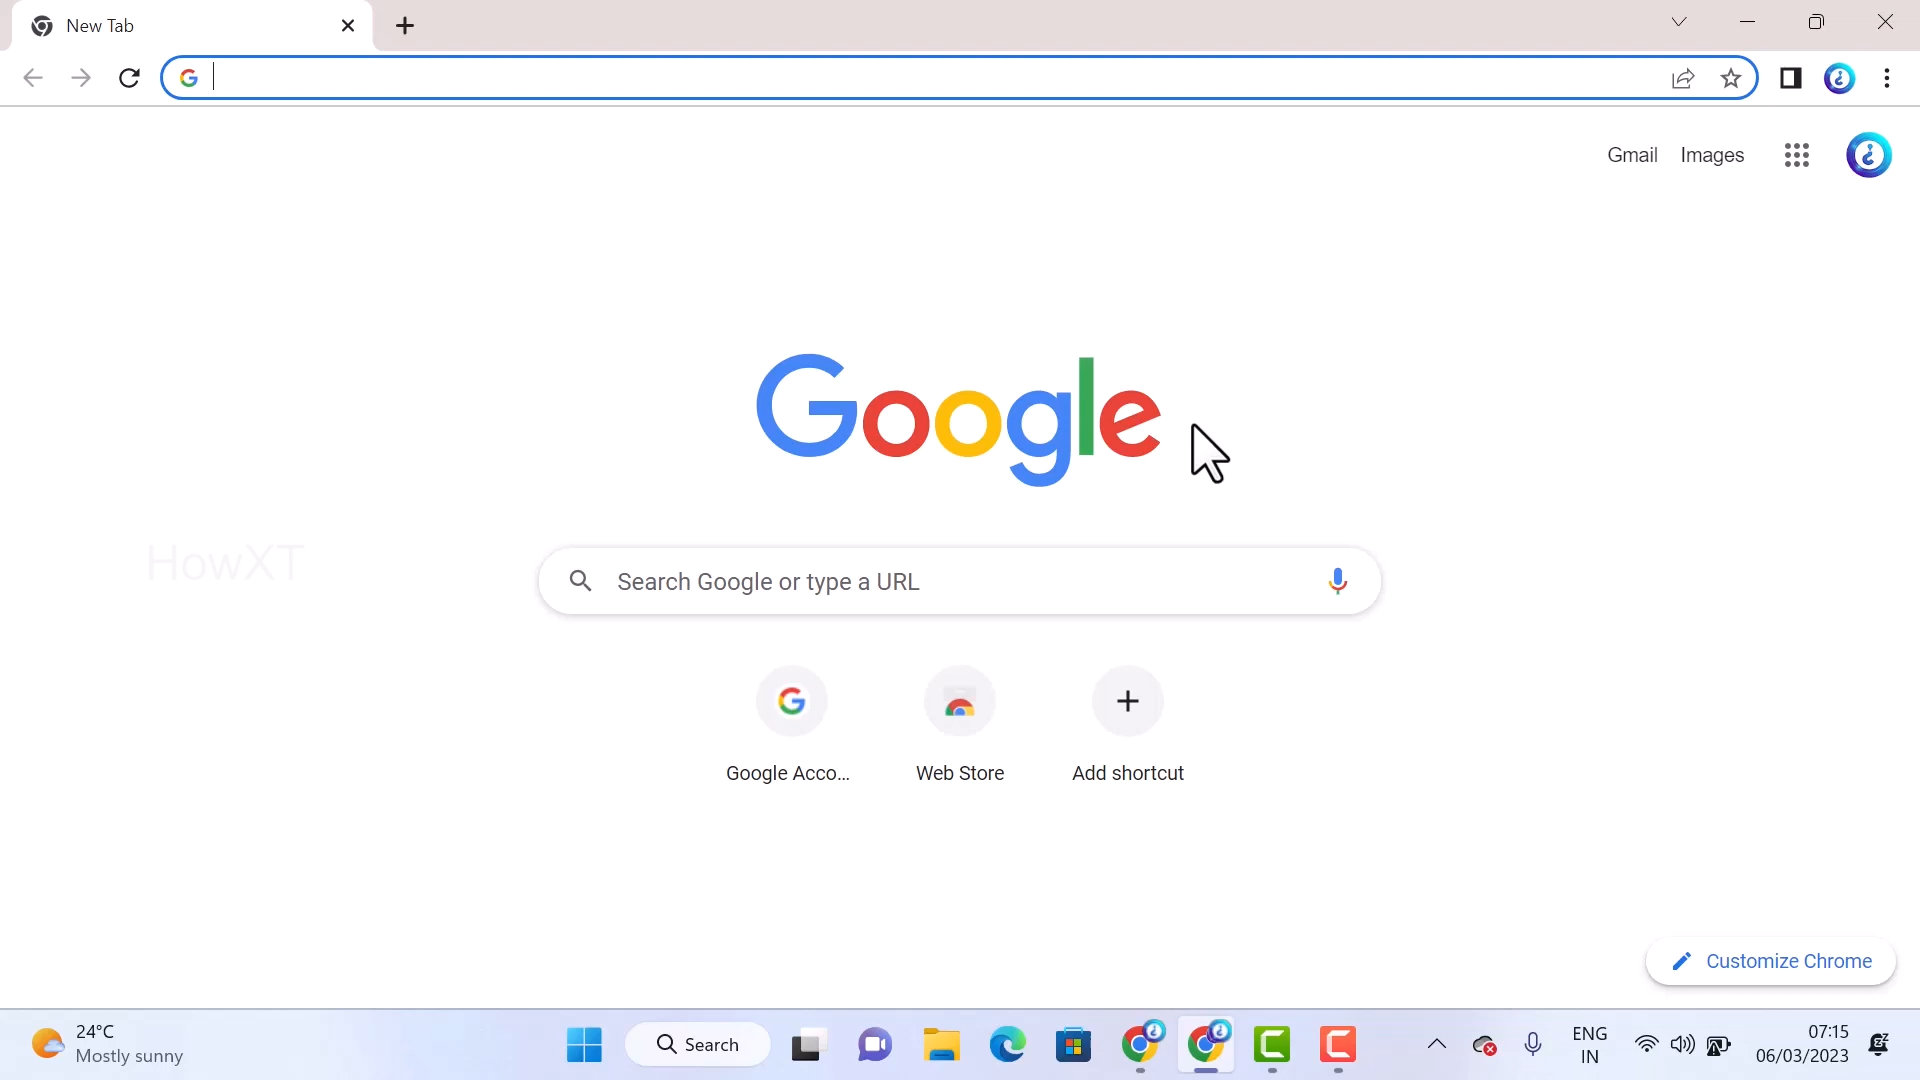 New Tab
Gmail Images
Google
HowXT
Search Google or type a URL
Google Acco...
Web Store
Add shortcut
Customize Chrome
24°C
Mostly sunny
Search
ENG
IN
07:15
06/03/2023